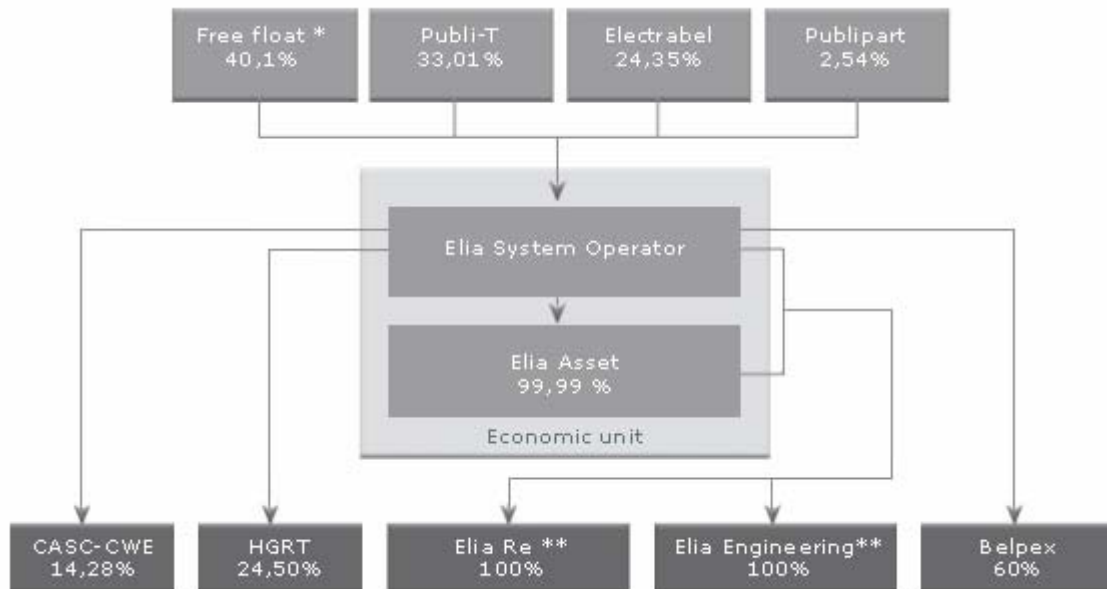 Free float *
40,1%
Publi-T
33,01%
Electrabel
24,35%
Publipart
2,54%
Elia System Operator
Elia Asset
99,99 %
Economic unit
CASC-CWE
14,28%
HGRT
24,50%
Elia Re **
100%
Elia Engineering**
100%
Belpex
60%